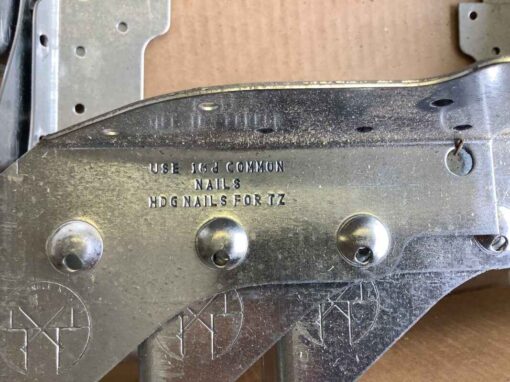 USE 16d COMMON
NAILS
HDG NAILS FOR TZ